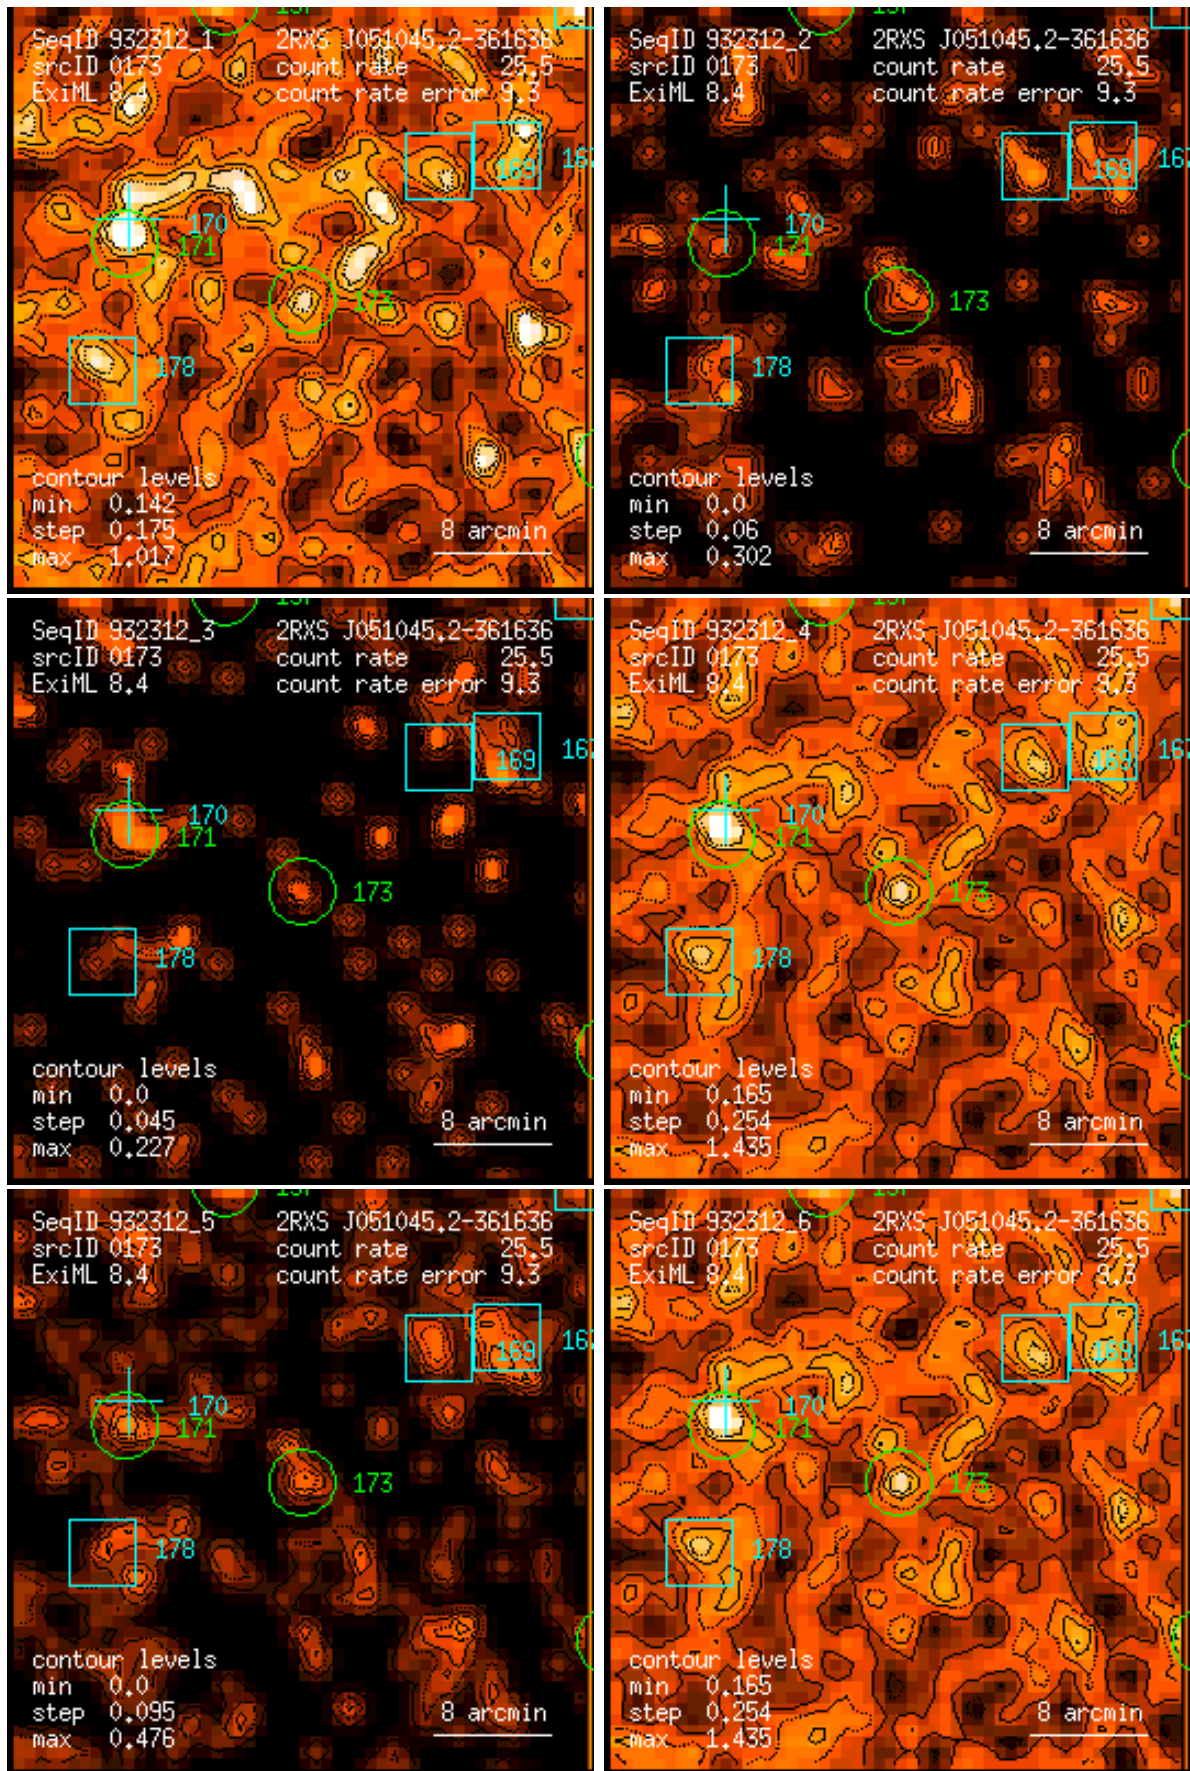 SeqID 932312_1 2RXS J051045.2-361636
srcID 0173 count rate 25.5
ExiML 8.4 count rate error 9.3
169
170
171
173
178
contour levels
min 0.142
step 0.175 8 arcmin
max 1.017
SeqID 932312_2 2RXS J051045.2-361636
srcID 0173 count rate 25.5
ExiML 8.4 count rate error 9.3
169
170
171
173
178
contour levels
min 0.0
step 0.06 8 arcmin
max 0.302
SeqID 932312_3 2RXS J051045.2-361636
srcID 0173 count rate 25.5
ExiML 8.4 count rate error 9.3
169
170
171
173
178
contour levels
min 0.0
step 0.045 8 arcmin
max 0.227
SeqID 932312_4 2RXS J051045.2-361636
srcID 0173 count rate 25.5
ExiML 8.4 count rate error 9.3
169
170
171
173
178
contour levels
min 0.165
step 0.254 8 arcmin
max 1.435
SeqID 932312_5 2RXS J051045.2-361636
srcID 0173 count rate 25.5
ExiML 8.4 count rate error 9.3
169
170
171
173
178
contour levels
min 0.0
step 0.095 8 arcmin
max 0.476
SeqID 932312_6 2RXS J051045.2-361636
srcID 0173 count rate 25.5
ExiML 8.4 count rate error 9.3
169
170
171
173
178
contour levels
min 0.165
step 0.254 8 arcmin
max 1.435